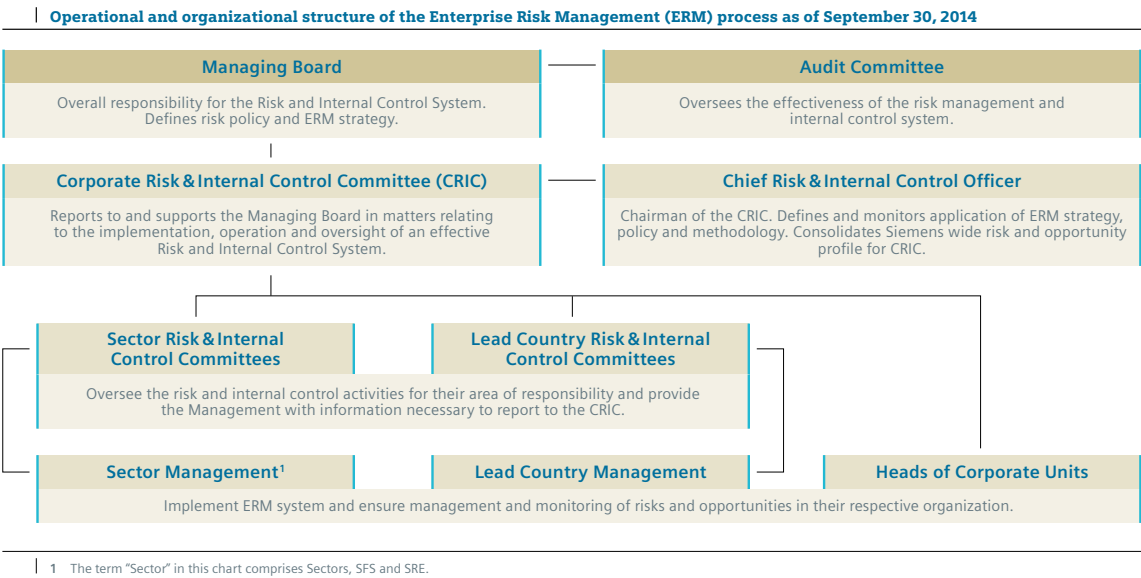 Operational and organizational structure of the Enterprise Risk Management (ERM) process as of September 30, 2014
Managing Board
Overall responsibility for the Risk and Internal Control System.
Defines risk policy and ERM strategy.
Audit Committee
Oversees the effectiveness of the risk management and
internal control system.
Corporate Risk & Internal Control Committee (CRIC)
Reports to and supports the Managing Board in matters relating
to the implementation, operation and oversight of an effective
Risk and Internal Control System.
Chief Risk & Internal Control Officer
Chairman of the CRIC. Defines and monitors application of ERM strategy,
policy and methodology. Consolidates Siemens wide risk and opportunity
profile for CRIC.
Sector Risk & Internal
Control Committees
Lead Country Risk & Internal
Control Committees
Oversee the risk and internal control activities for their area of responsibility and provide
the Management with information necessary to report to the CRIC.
Sector Management¹
Lead Country Management
Heads of Corporate Units
Implement ERM system and ensure management and monitoring of risks and opportunities in their respective organization.
1 The term “Sector” in this chart comprises Sectors, SFS and SRE.